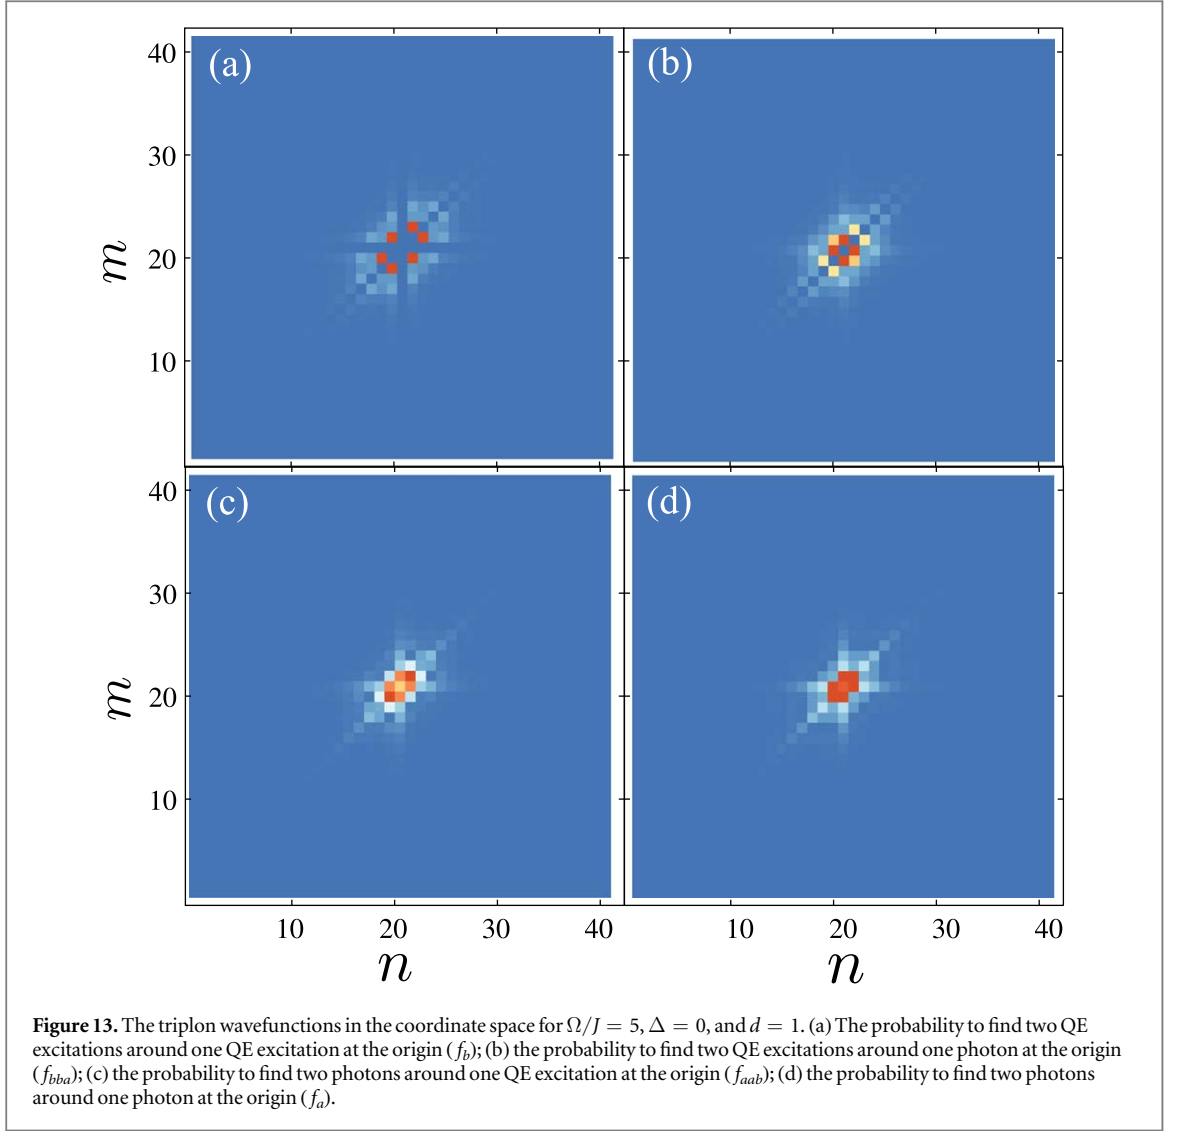 (a)
(b)
40
30
m
20
10
(c)
(d)
40
30
m
20
10
10 20 30 40 10 20 30 40
n n
Figure 13. The triplon wavefunctions in the coordinate space for Ω/J = 5, Δ = 0, and d = 1. (a) The probability to find two QE
excitations around one QE excitation at the origin (f_b); (b) the probability to find two QE excitations around one photon at the origin
(f_bba); (c) the probability to find two photons around one QE excitation at the origin (f_aab); (d) the probability to find two photons
around one photon at the origin (f_a).